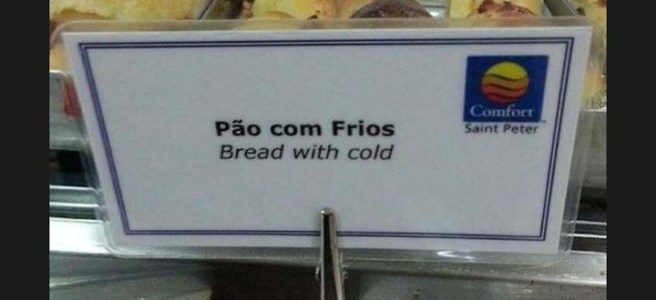 Pão com Frios
Bread with cold
Comfort
Saint Peter